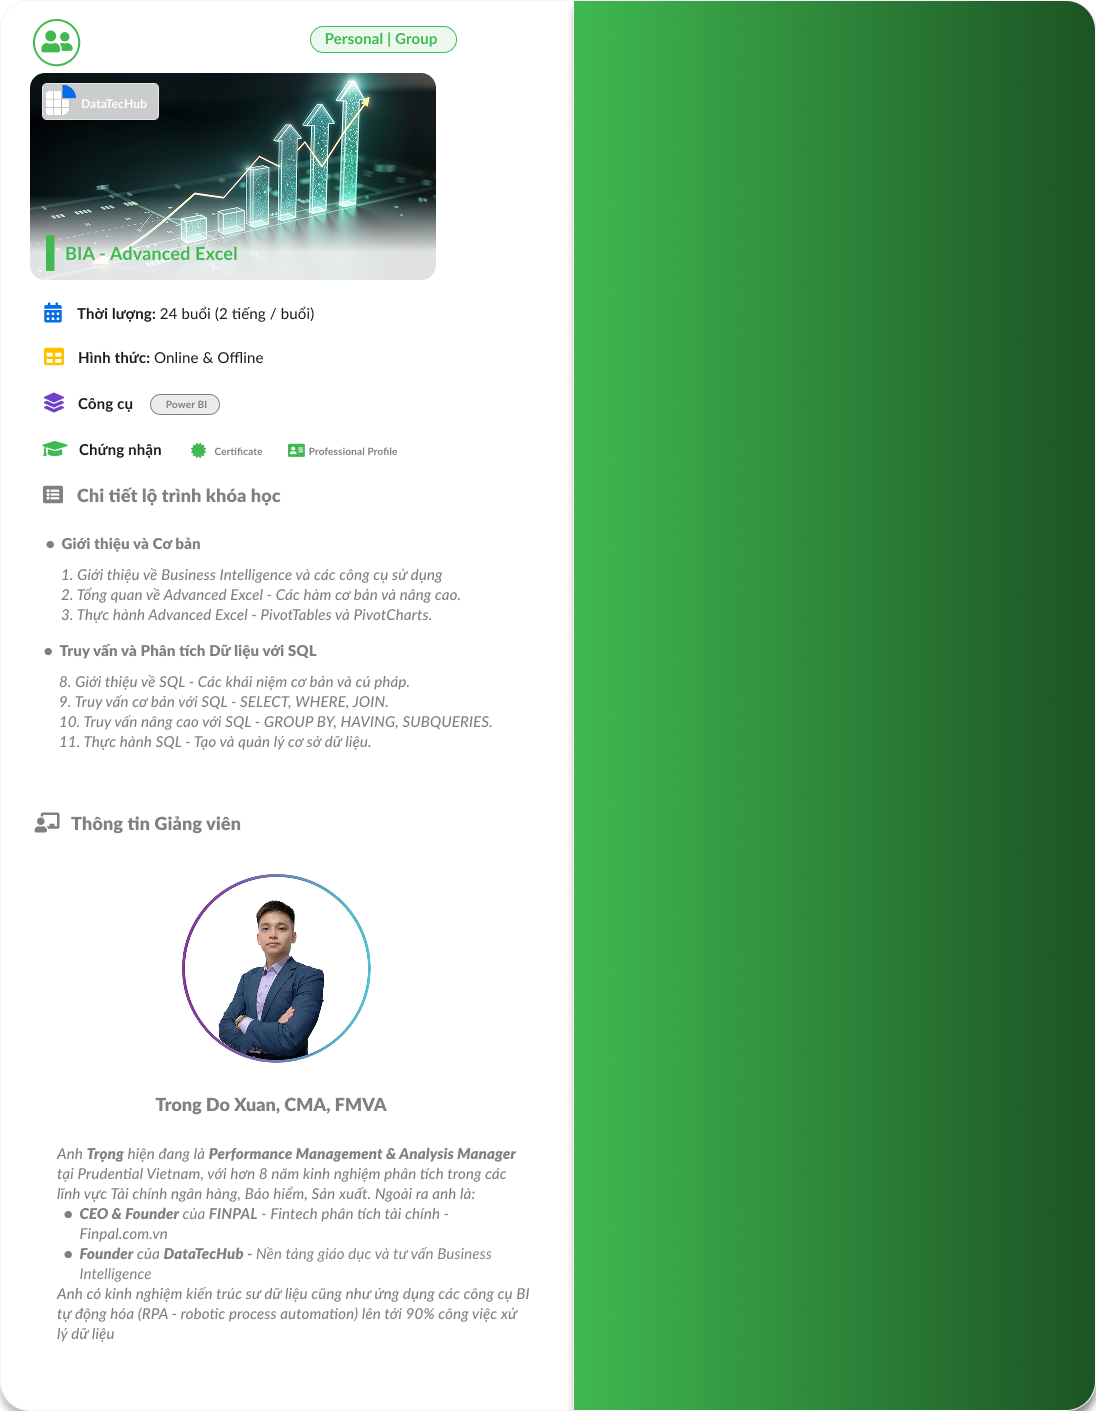 Personal | Group
DataTecHub
BIA - Advanced Excel
Thời lượng: 24 buổi (2 tiếng / buổi)
Hình thức: Online & Offline
Công cụ Power BI
Chứng nhận Certificate Professional Profile
Chi tiết lộ trình khóa học
• Giới thiệu và Cơ bản
1. Giới thiệu về Business Intelligence và các công cụ sử dụng
2. Tổng quan về Advanced Excel - Các hàm cơ bản và nâng cao.
3. Thực hành Advanced Excel - PivotTables và PivotCharts.
• Truy vấn và Phân tích Dữ liệu với SQL
8. Giới thiệu về SQL - Các khái niệm cơ bản và cú pháp.
9. Truy vấn cơ bản với SQL - SELECT, WHERE, JOIN.
10. Truy vấn nâng cao với SQL - GROUP BY, HAVING, SUBQUERIES.
11. Thực hành SQL - Tạo và quản lý cơ sở dữ liệu.
Thông tin Giảng viên
Trong Do Xuan, CMA, FMVA
Anh Trọng hiện đang là Performance Management & Analysis Manager
tại Prudential Vietnam, với hơn 8 năm kinh nghiệm phân tích trong các
lĩnh vực Tài chính ngân hàng, Bảo hiểm, Sản xuất. Ngoài ra anh là:
• CEO & Founder của FINPAL - Fintech phân tích tài chính -
Finpal.com.vn
• Founder của DataTecHub - Nền tảng giáo dục và tư vấn Business
Intelligence
Anh có kinh nghiệm kiến trúc sư dữ liệu cũng như ứng dụng các công cụ BI
tự động hóa (RPA - robotic process automation) lên tới 90% công việc xử
lý dữ liệu